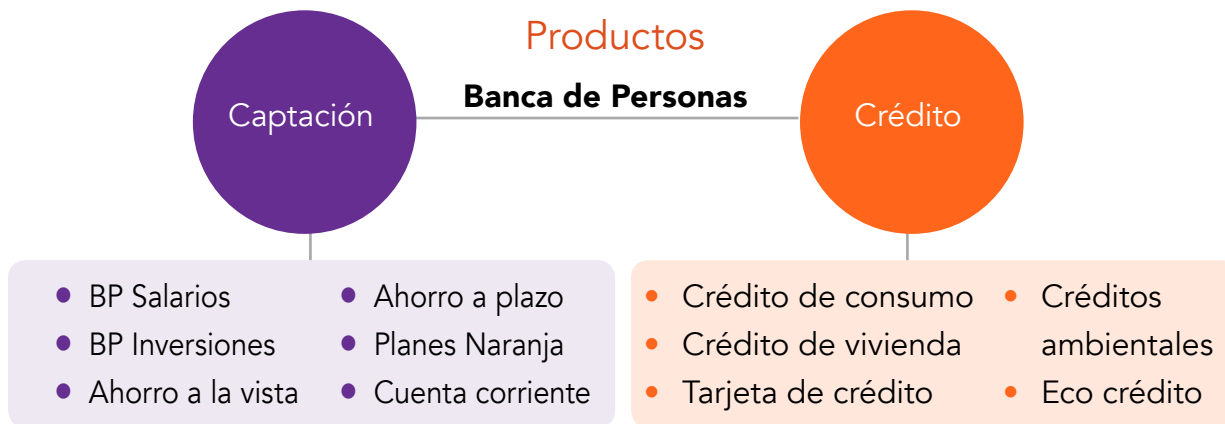 Productos
Banca de Personas
Captación
Crédito
• BP Salarios
• BP Inversiones
• Ahorro a la vista
• Ahorro a plazo
• Planes Naranja
• Cuenta corriente
• Crédito de consumo
• Crédito de vivienda
• Tarjeta de crédito
• Créditos
ambientales
• Eco crédito